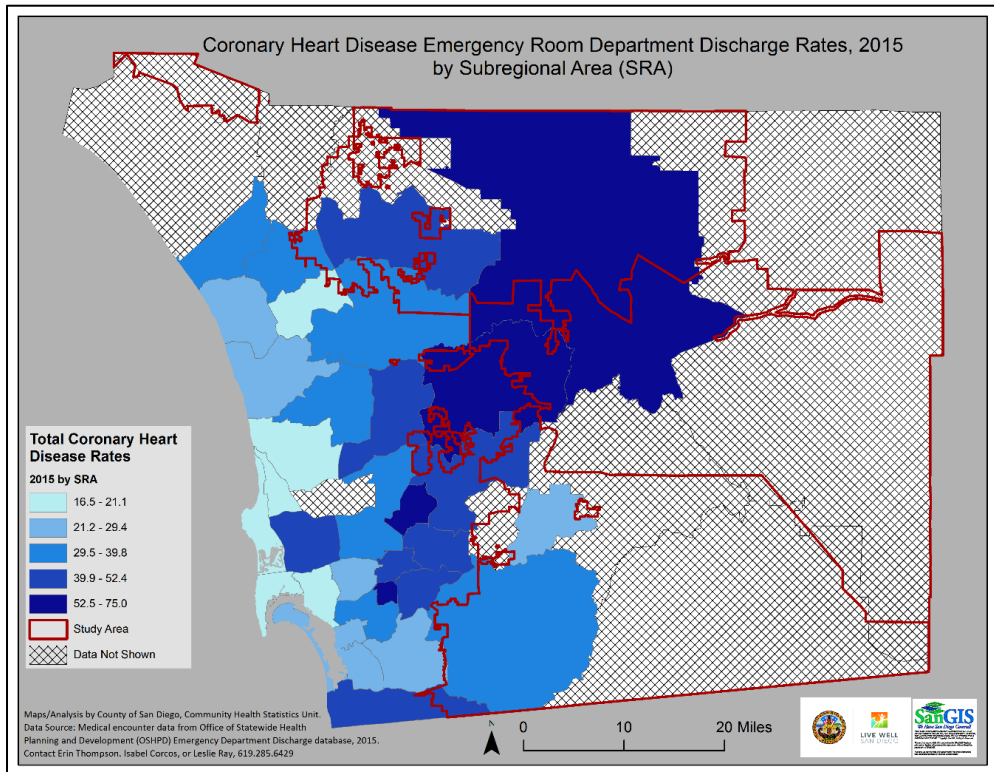 Coronary Heart Disease Emergency Room Department Discharge Rates, 2015
by Subregional Area (SRA)
Total Coronary Heart
Disease Rates
2015 by SRA
16.5 - 21.1
21.2 - 29.4
29.5 - 39.8
39.9 - 52.4
52.5 - 75.0
Study Area
Data Not Shown
Maps/Analysis by County of San Diego, Community Health Statistics Unit.
Data Source: Medical encounter data from Office of Statewide Health
Planning and Development (OSHPD) Emergency Department Discharge database, 2015.
Contact Erin Thompson. Isabel Corcos, or Leslie Ray, 619.285.6429
N
0 10 20 Miles
LIVE WELL
SAN DIEGO
SanGIS
We Have San Diego Covered!